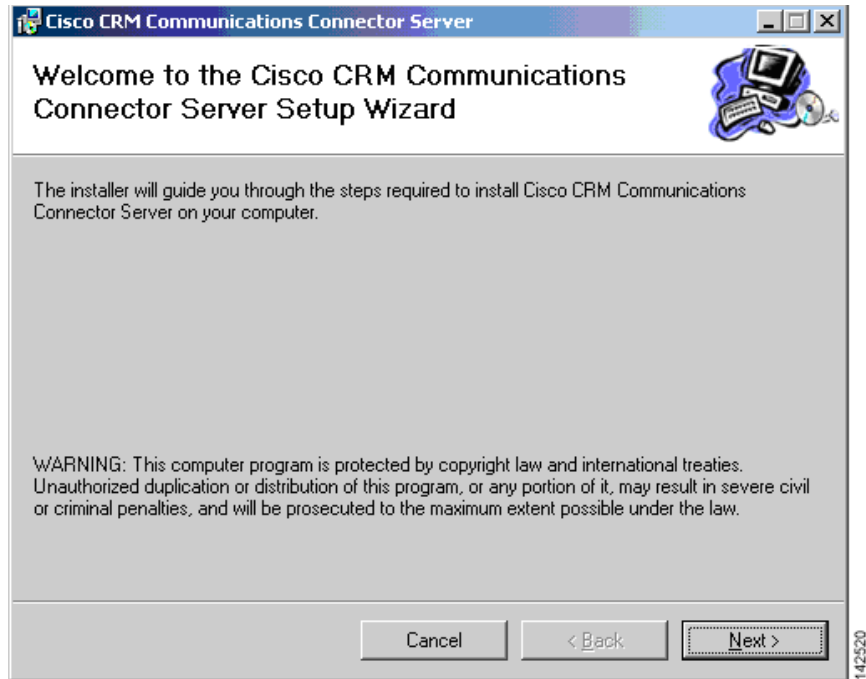 Cisco CRM Communications Connector Server
Welcome to the Cisco CRM Communications
Connector Server Setup Wizard
The installer will guide you through the steps required to install Cisco CRM Communications
Connector Server on your computer.
WARNING: This computer program is protected by copyright law and international treaties.
Unauthorized duplication or distribution of this program, or any portion of it, may result in severe civil
or criminal penalties, and will be prosecuted to the maximum extent possible under the law.
Cancel
< Back
Next >
142520